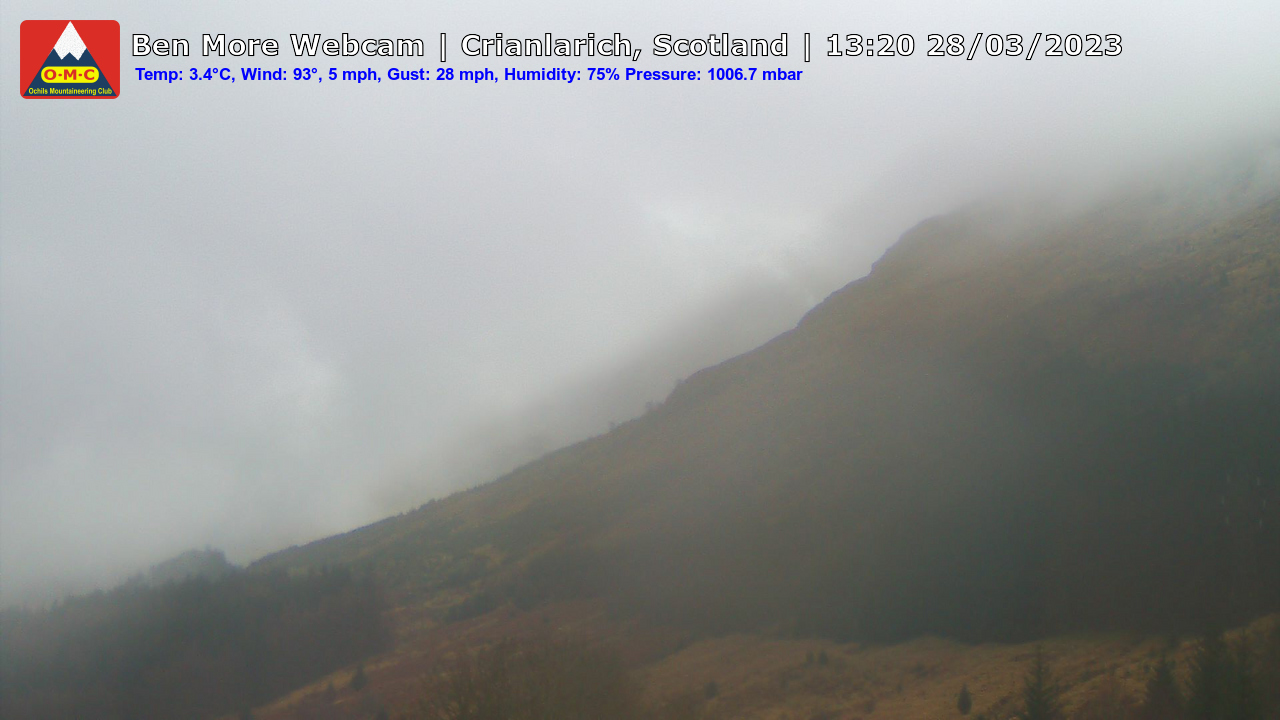 Ben More Webcam | Crianlarich, Scotland | 13:20 28/03/2023
Temp: 3.4°C, Wind: 93°, 5 mph, Gust: 28 mph, Humidity: 75% Pressure: 1006.7 mbar
O·M·C
Ochils Mountaineering Club